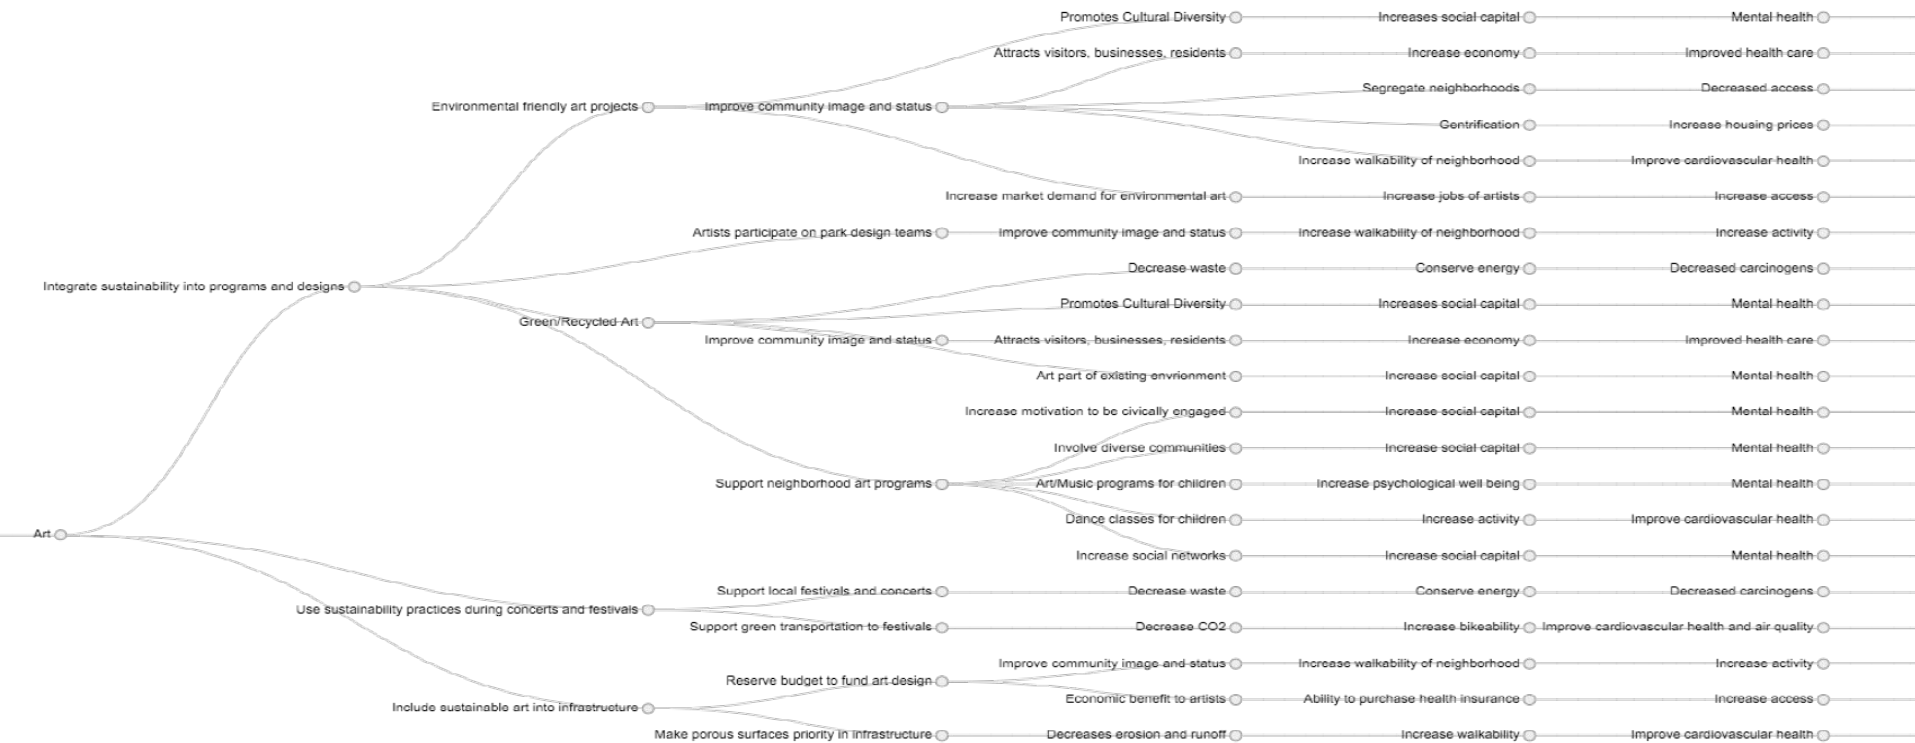 Promotes Cultural Diversity Increases social capital Mental health
Attracts visitors, businesses, residents Increase economy Improved health care
Segregate neighborhoods Decreased access
Environmental friendly art projects Improve community image and status
Gentrification Increase housing prices
Increase walkability of neighborhood Improve cardiovascular health
Increase market demand for environmental art Increase jobs of artists Increase access
Artists participate on park design teams Improve community image and status Increase walkability of neighborhood Increase activity
Decrease waste Conserve energy Decreased carcinogens
Integrate sustainability into programs and designs
Promotes Cultural Diversity Increases social capital Mental health
Green/Recycled Art
Improve community image and status Attracts visitors, businesses, residents Increase economy Improved health care
Art part of existing envrionment Increase social capital Mental health
Increase motivation to be civically engaged Increase social capital Mental health
Involve diverse communities Increase social capital Mental health
Support neighborhood art programs Art/Music programs for children Increase psychological well being Mental health
Dance classes for children Increase activity Improve cardiovascular health
Art
Increase social networks Increase social capital Mental health
Support local festivals and concerts Decrease waste Conserve energy Decreased carcinogens
Use sustainability practices during concerts and festivals
Support green transportation to festivals Decrease CO2 Increase bikeability Improve cardiovascular health and air quality
Improve community image and status Increase walkability of neighborhood Increase activity
Reserve budget to fund art design
Economic benefit to artists Ability to purchase health insurance Increase access
Include sustainable art into infrastructure
Make porous surfaces priority in infrastructure Decreases erosion and runoff Increase walkability Improve cardiovascular health